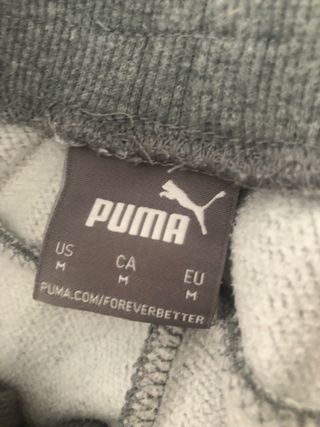 PUMA
US CA EU
M M M
PUMA.COM/FOREVERBETTER